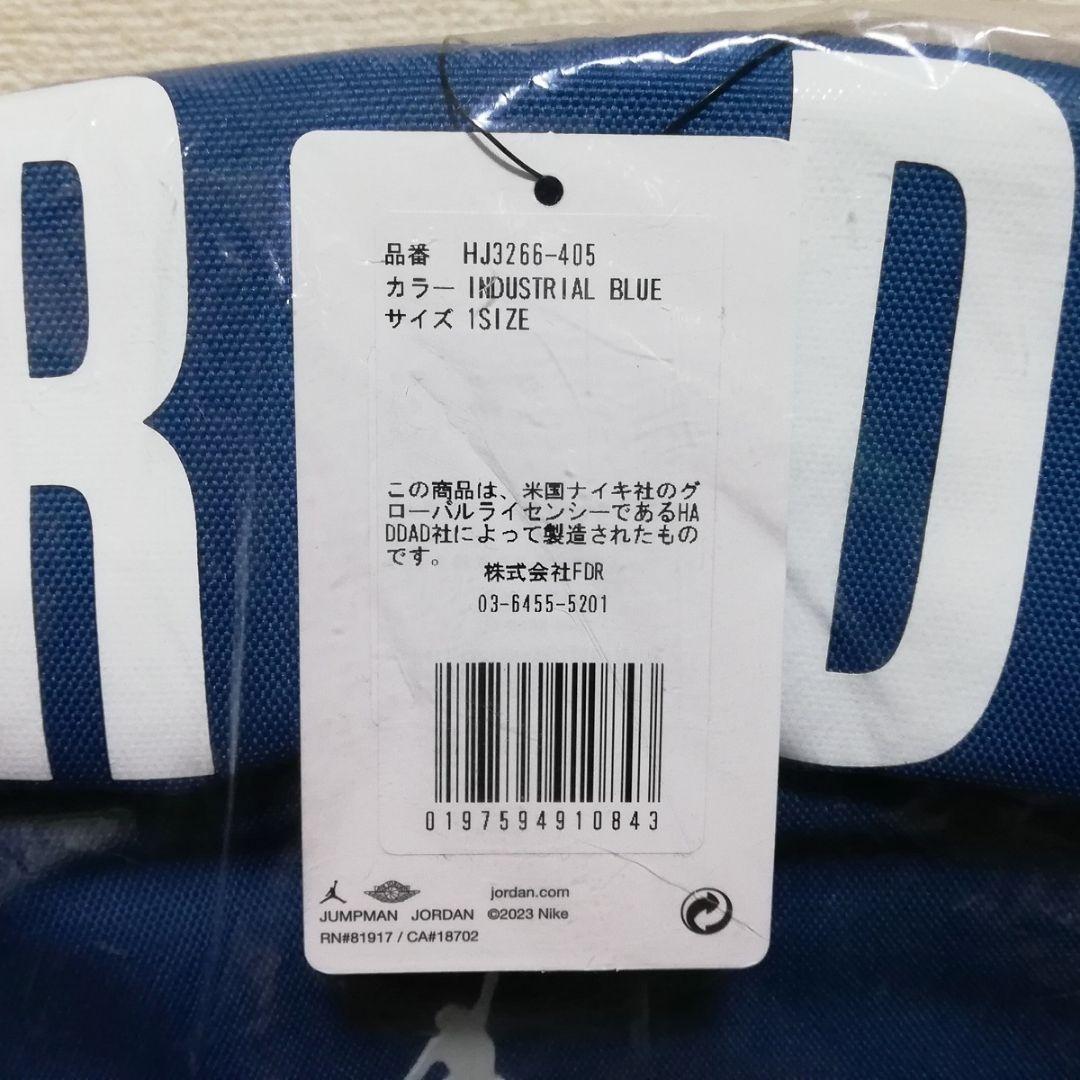 R D
品番 HJ3266-405
カラー INDUSTRIAL BLUE
サイズ 1SIZE
この商品は、米国ナイキ社のグ
ローバルライセンシーであるHA
DDAD社によって製造されたもの
です。
株式会社FDR
03-6455-5201
0197594910843
jordan.com
JUMPMAN JORDAN ©2023 Nike
RN#81917 / CA#18702